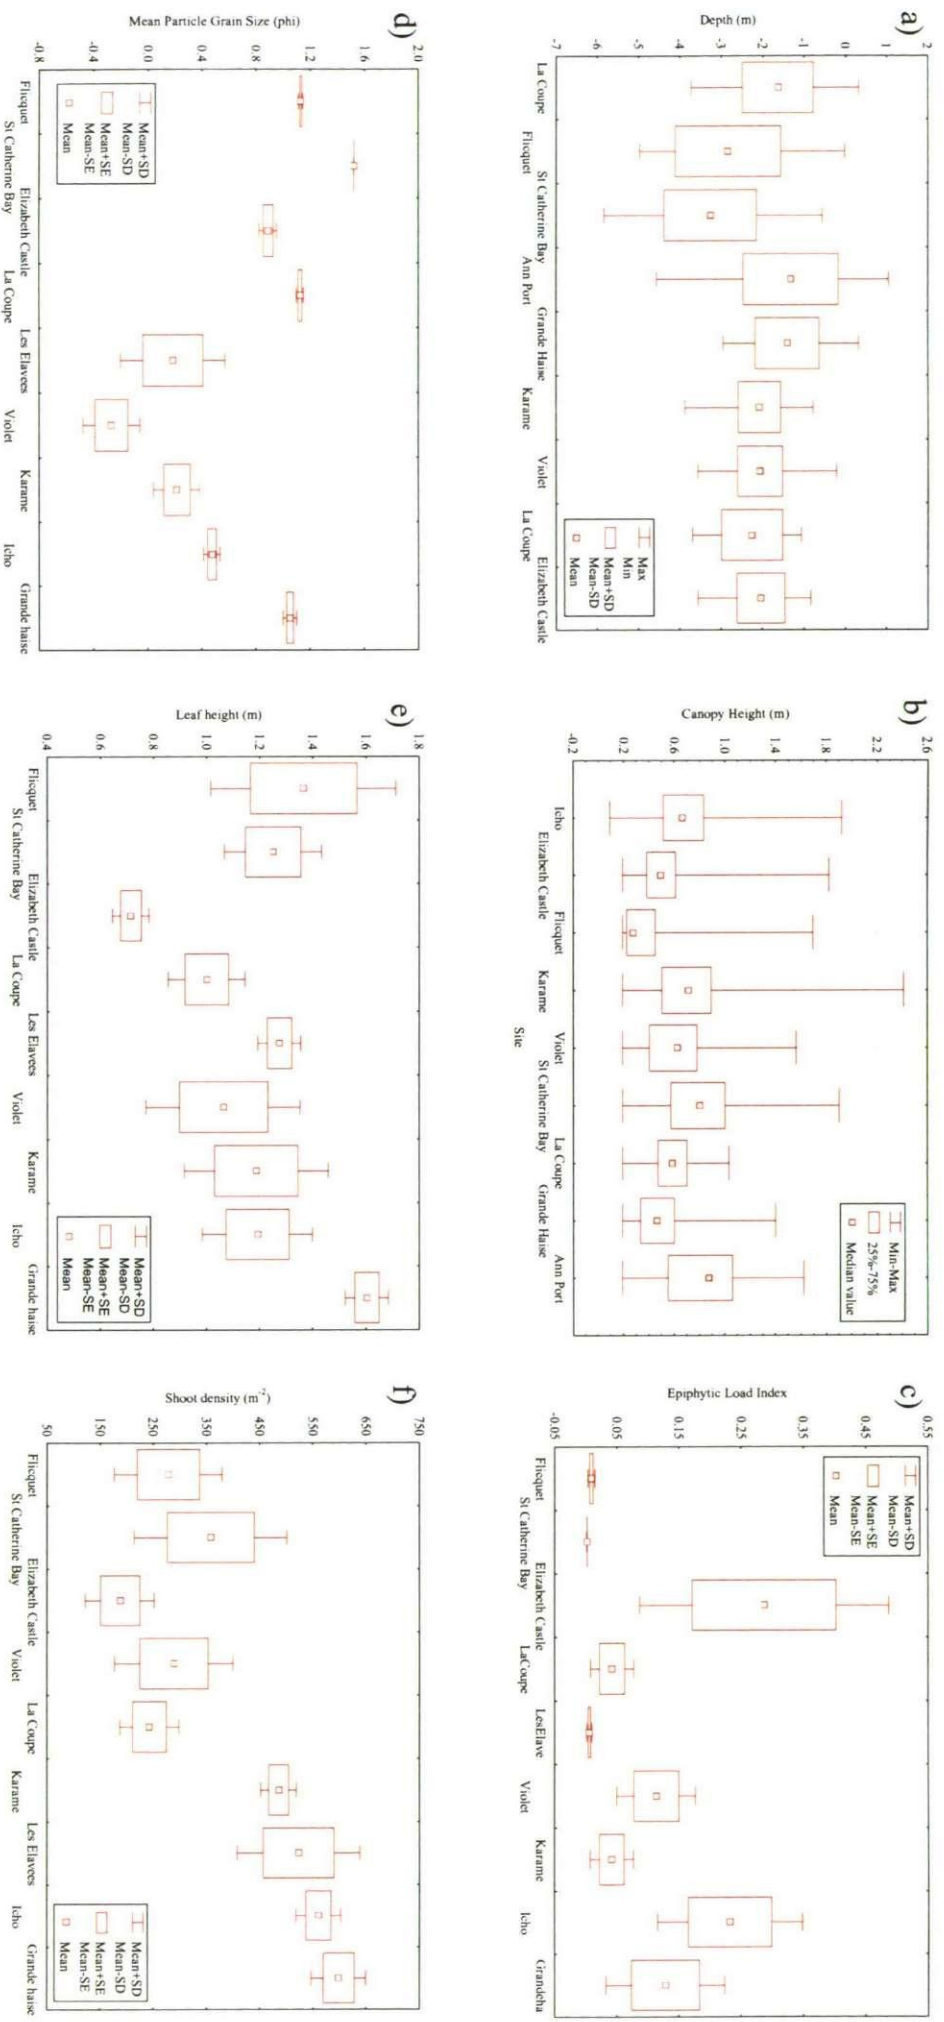 a)
Depth (m)
2
1
0
-1
-2
-3
-4
-5
-6
-7
La Coupe
Flicquet
St Catherine Bay
Ann Port
Grande Haise
Karame
Violet
La Coupe
Elizabeth Castle
Max
Min
Mean+SD
Mean-SD
Mean
b)
Canopy Height (m)
2.6
2.2
1.8
1.4
1.0
0.6
0.2
-0.2
Icho
Elizabeth Castle
Flicquet
Karame
Violet
St Catherine Bay
La Coupe
Grande Haise
Ann Port
Site
Min-Max
25%-75%
Median value
c)
Epiphytic Load Index
0.55
0.45
0.35
0.25
0.15
0.05
-0.05
Flicquet
St Catherine Bay
Elizabeth Castle
LaCoupe
LesElave
Violet
Karame
Icho
Grandeha
Mean+SD
Mean-SD
Mean+SE
Mean-SE
Mean
d)
Mean Particle Grain Size (phi)
2.0
1.6
1.2
0.8
0.4
0.0
-0.4
-0.8
Flicquet
St Catherine Bay
Elizabeth Castle
La Coupe
Les Elavees
Violet
Karame
Icho
Grande haise
Mean+SD
Mean-SD
Mean+SE
Mean-SE
Mean
e)
Leaf height (m)
1.8
1.6
1.4
1.2
1.0
0.8
0.6
0.4
Flicquet
St Catherine Bay
Elizabeth Castle
La Coupe
Les Elavees
Violet
Karame
Icho
Grande haise
Mean+SD
Mean-SD
Mean+SE
Mean-SE
Mean
f)
Shoot density (m⁻²)
750
650
550
450
350
250
150
50
Flicquet
St Catherine Bay
Elizabeth Castle
Violet
La Coupe
Karame
Les Elavees
Icho
Grande haise
Mean+SD
Mean-SD
Mean+SE
Mean-SE
Mean